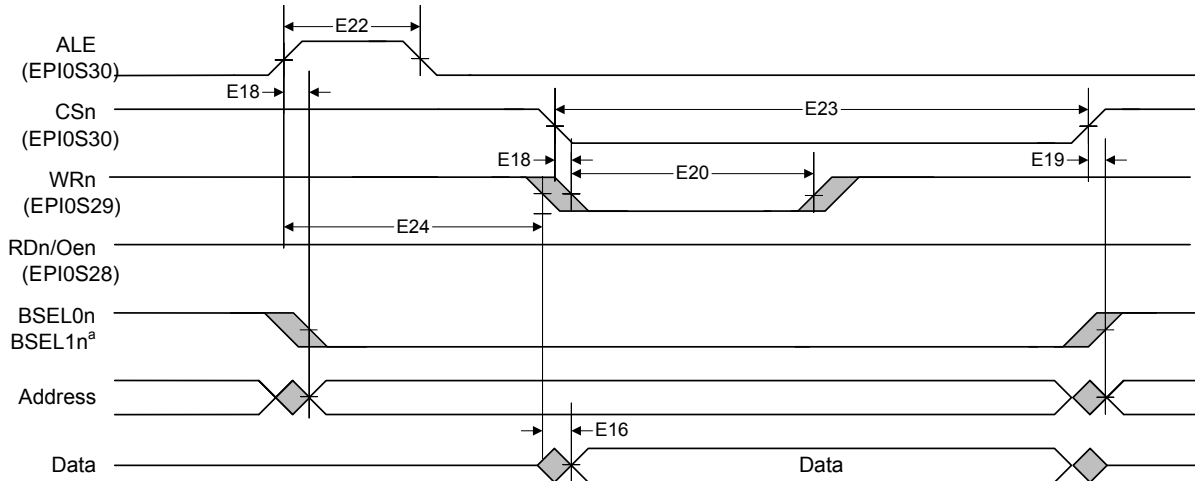 E22
ALE
(EPI0S30)
E18
CSn
(EPI0S30)
E23
E18
E20
E19
WRn
(EPI0S29)
E24
RDn/Oen
(EPI0S28)
BSEL0n
BSEL1nª
Address
E16
Data
Data